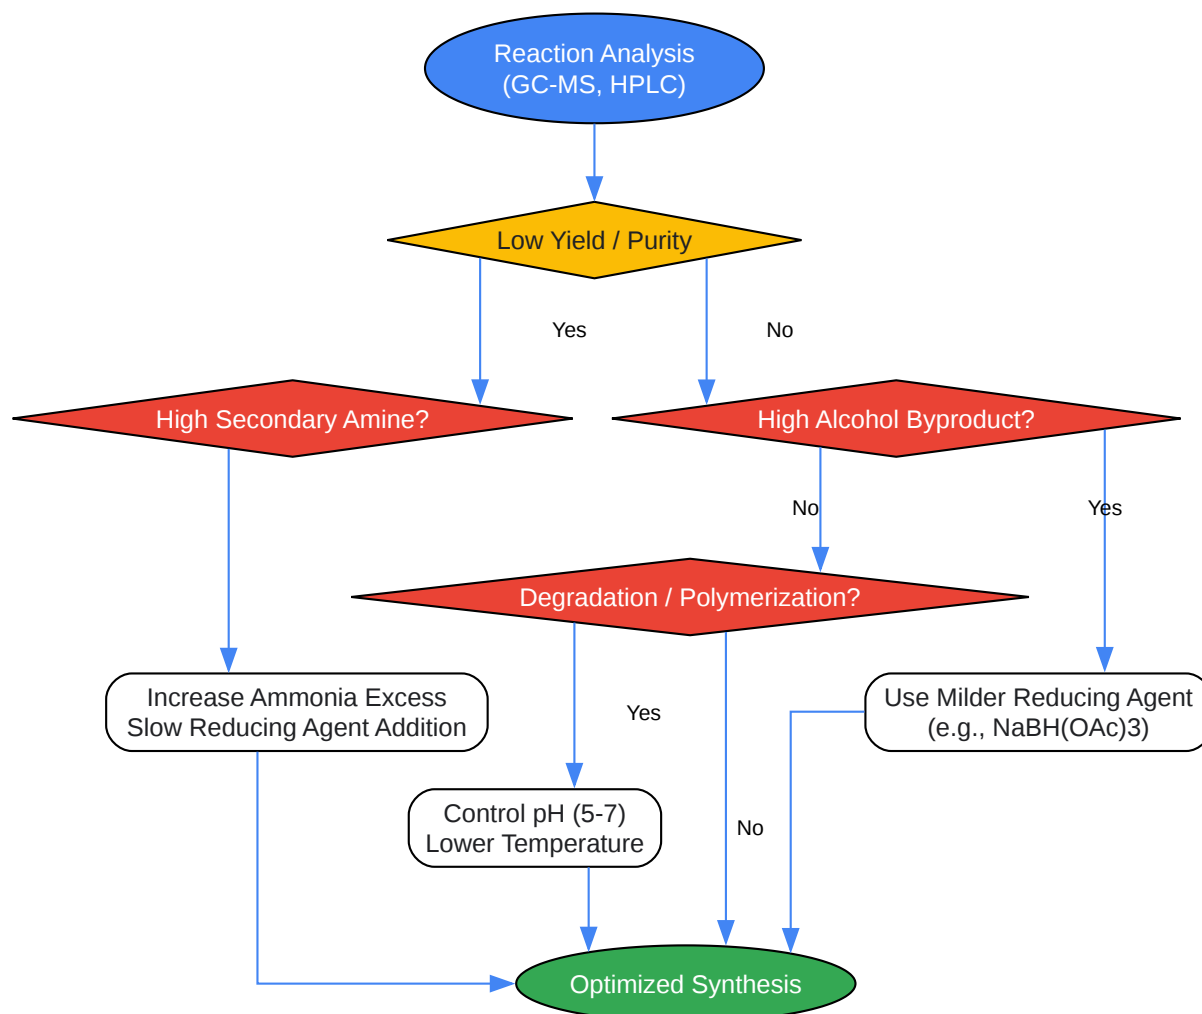 Reaction Analysis
(GC-MS, HPLC)
Low Yield / Purity
Yes
No
High Secondary Amine?
High Alcohol Byproduct?
No
Yes
Degradation / Polymerization?
Increase Ammonia Excess
Slow Reducing Agent Addition
Yes
Use Milder Reducing Agent
(e.g., NaBH(OAc)3)
Control pH (5-7)
Lower Temperature
No
Optimized Synthesis